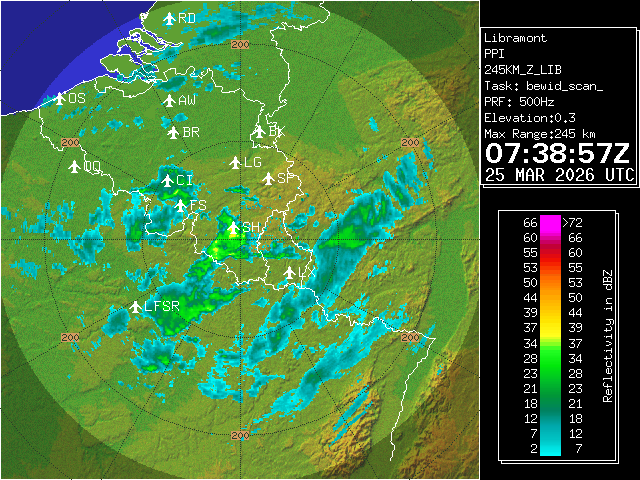 RD
200
OS
AW
BR
BK
200
200
QQ
LG
CI
SP
FS
SH
LFSR
200
200
200
Libramont
PPI
245KM_Z_LIB
Task: bewid_scan_
PRF: 500Hz
Elevation:0.3
Max Range:245 km
07:38:57Z
25 MAR 2026 UTC
66 >72
60 66
55 60
53 55
50 53
44 50
39 44
37 39
34 37
28 34
23 28
21 23
18 21
12 18
7 12
2 7
Reflectivity in dBZ